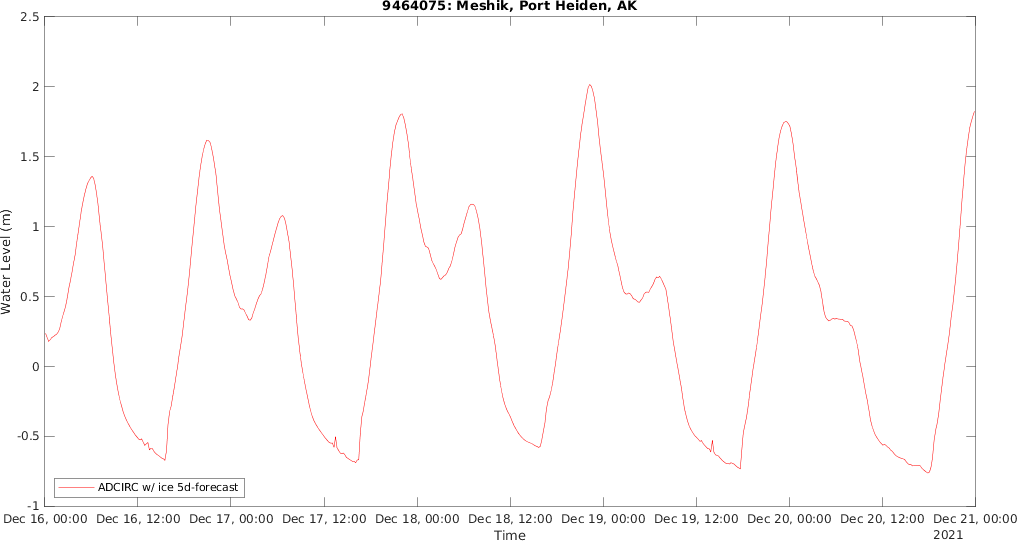 9464075: Meshik, Port Heiden, AK
2.5
2
1.5
1
0.5
0
-0.5
-1
Water Level (m)
ADCIRC w/ ice 5d-forecast
Dec 16, 00:00 Dec 16, 12:00 Dec 17, 00:00 Dec 17, 12:00 Dec 18, 00:00 Dec 18, 12:00 Dec 19, 00:00 Dec 19, 12:00 Dec 20, 00:00 Dec 20, 12:00 Dec 21, 00:00
Time
2021